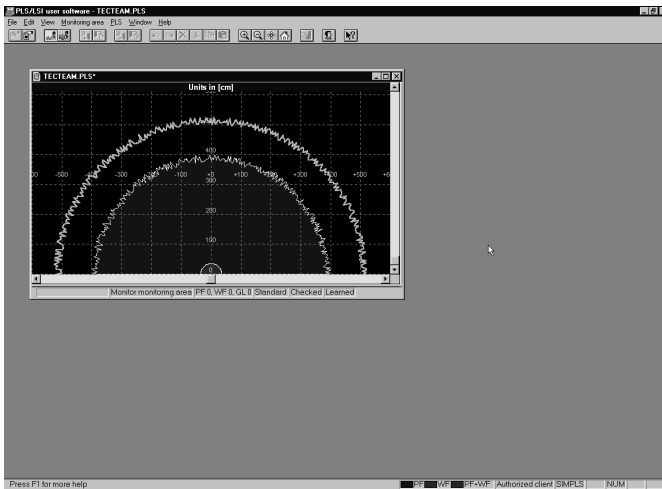 PLS/LSI user software - TECTEAM.PLS
File Edit View Monitoring area PLS Window Help
TECTEAM.PLS*
Units in [cm]
400
-500 -400 -300 -200 -100 +0 +100 +200 +300 +400 +500 +6
300
200
100
0
Monitor monitoring area PF 0, WF 0, GL 0 Standard Checked Learned
Press F1 for more help PF WF PF+WF Authorized client SIMPLS NUM